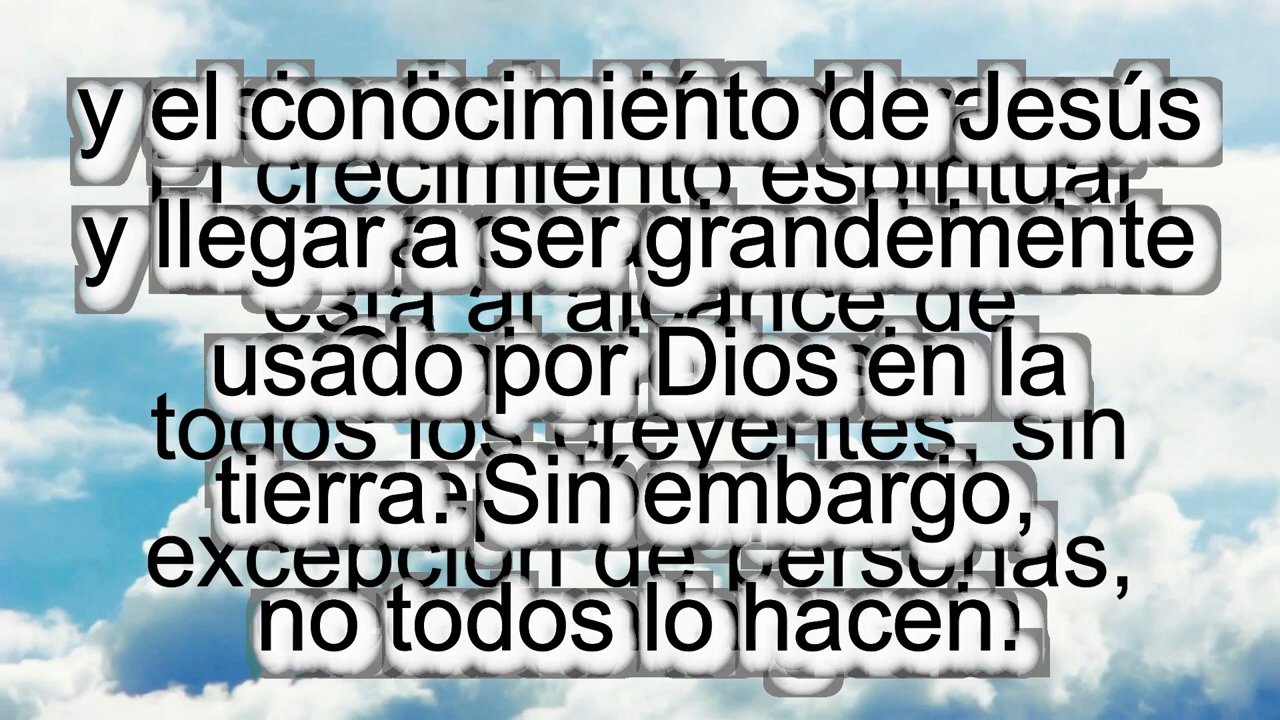 y el conocimiento de Jesús
El crecimiento espiritual
y llegar a ser grandemente
está al alcance de
usado por Dios en la
todos los creyentes, sin
tierra. Sin embargo,
excepción de personas,
no todos lo hacen.